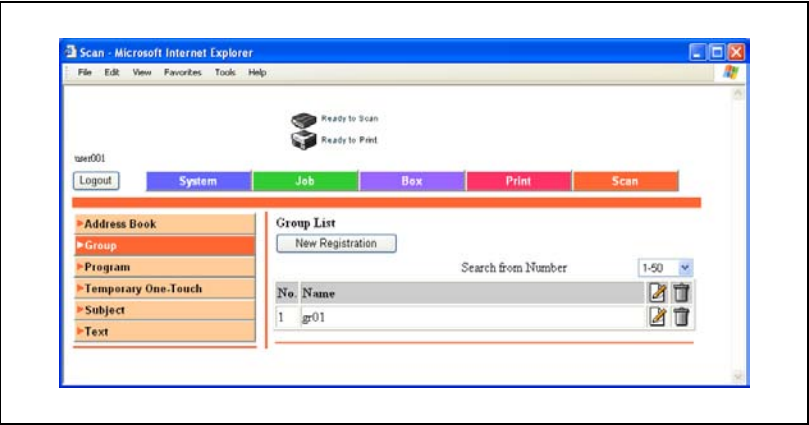 Scan - Microsoft Internet Explorer
File Edit View Favorites Tools Help
Ready to Scan
Ready to Print
user001
Logout System Job Box Print Scan
Address Book
Group
Program
Temporary One-Touch
Subject
Text
Group List
New Registration
Search from Number 1-50
No. Name
1 gr01